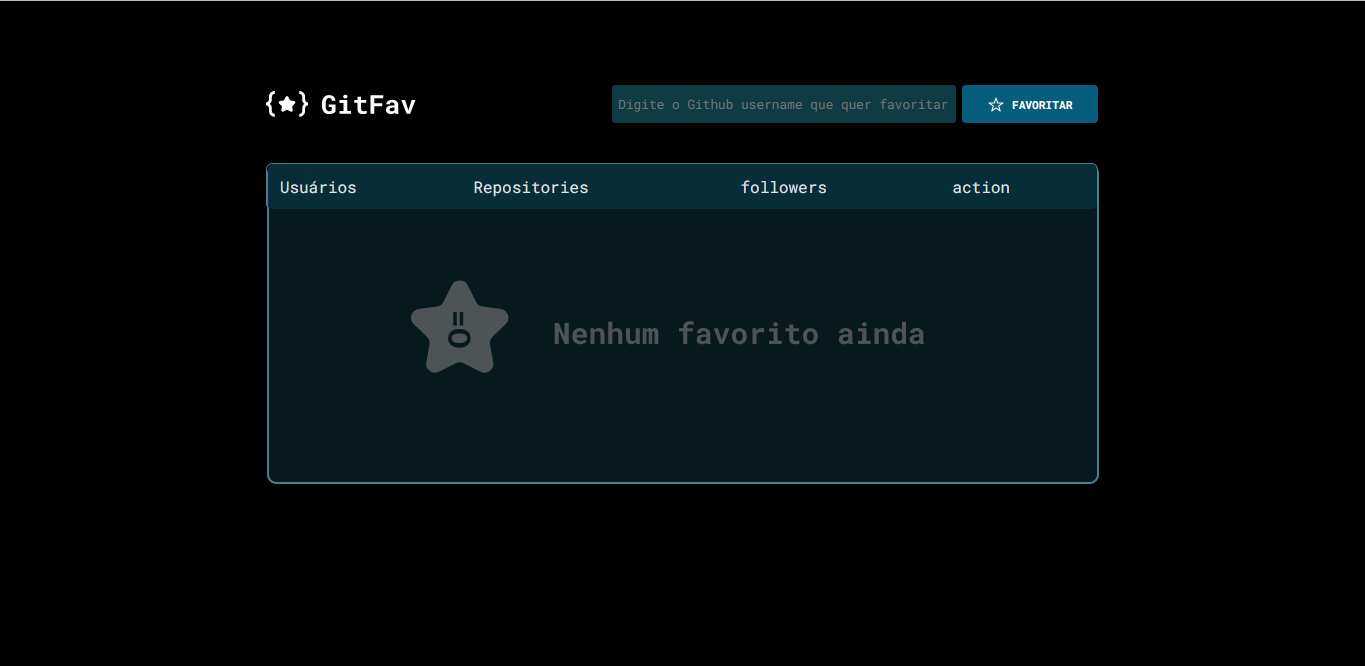 {★} GitFav
Digite o Github username que quer favoritar
FAVORITAR
Usuários Repositories followers action
Nenhum favorito ainda